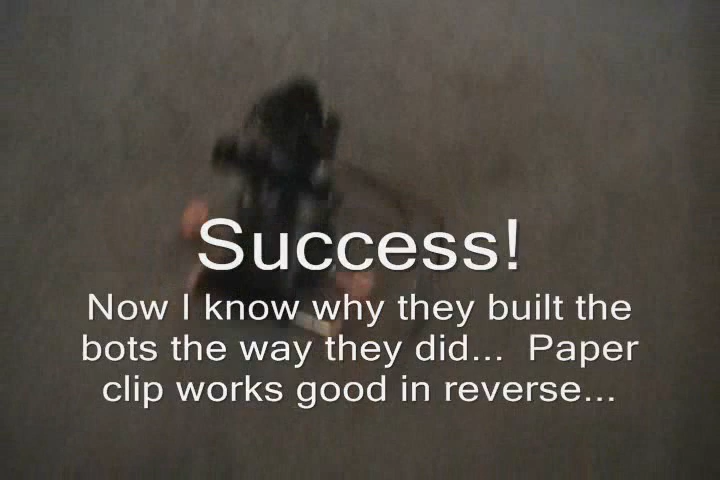 Success!
Now I know why they built the
bots the way they did...  Paper
clip works good in reverse...